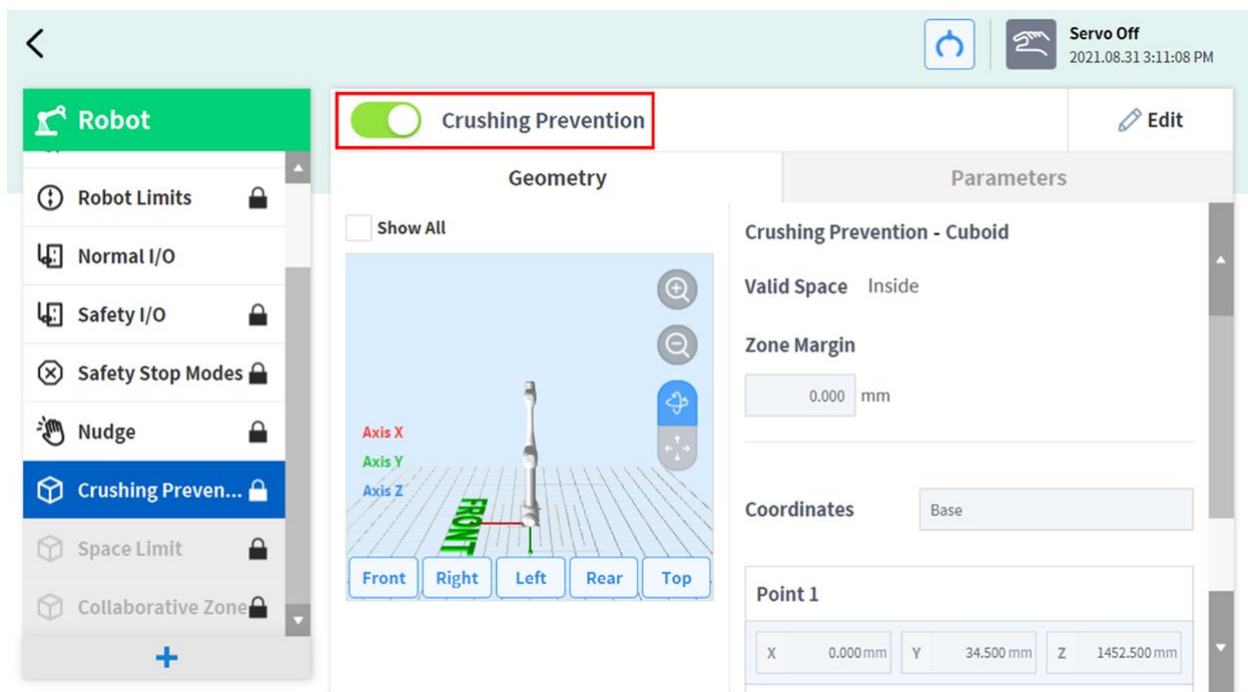 Servo Off
2021.08.31 3:11:08 PM
Robot
Robot Limits
Normal I/O
Safety I/O
Safety Stop Modes
Nudge
Crushing Preven...
Space Limit
Collaborative Zone
+
Crushing Prevention
Edit
Geometry
Parameters
Show All
Axis X
Axis Y
Axis Z
FRONT
Front Right Left Rear Top
Crushing Prevention - Cuboid
Valid Space Inside
Zone Margin
0.000 mm
Coordinates Base
Point 1
X 0.000 mm Y 34.500 mm Z 1452.500 mm